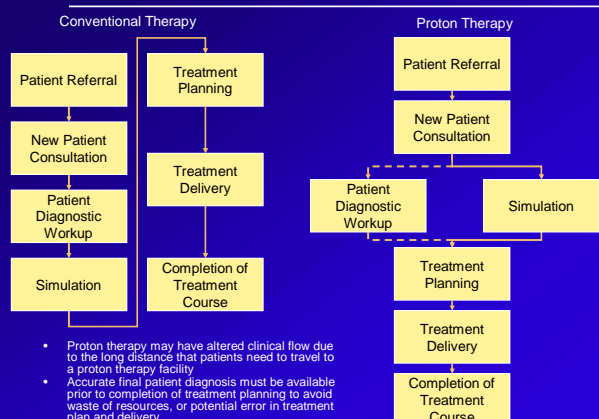 Conventional Therapy
Patient Referral
New Patient
Consultation
Patient
Diagnostic
Workup
Simulation
Treatment
Planning
Treatment
Delivery
Completion of
Treatment
Course
• Proton therapy may have altered clinical flow due
to the long distance that patients need to travel to
a proton therapy facility
• Accurate final patient diagnosis must be available
prior to completion of treatment planning to avoid
waste of resources, or potential error in treatment
plan and delivery
Proton Therapy
Patient Referral
New Patient
Consultation
Patient
Diagnostic
Workup
Simulation
Treatment
Planning
Treatment
Delivery
Completion of
Treatment
Course